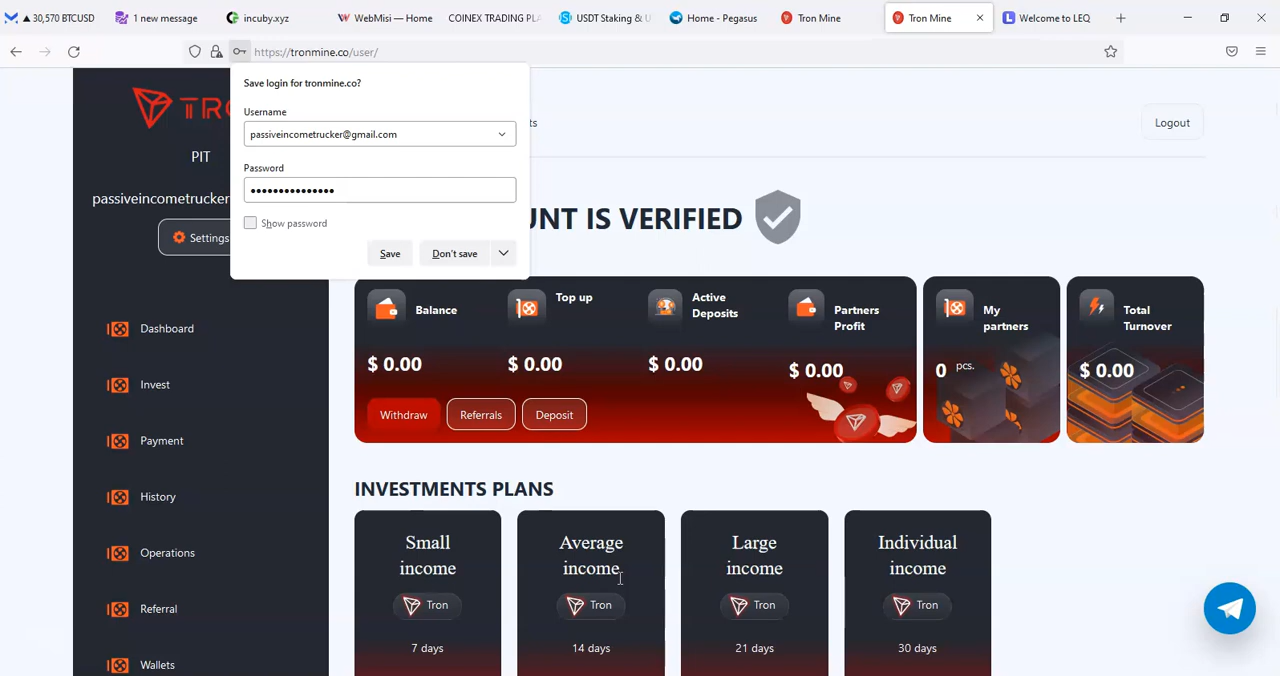 ▲ 30,570 BTCUSD
1 new message
incuby.xyz
WebMisi — Home
COINEX TRADING PL
USDT Staking & U
Home - Pegasus
Tron Mine
Tron Mine
Welcome to LEQ
https://tronmine.co/user/
Save login for tronmine.co?
Username
passiveincometrucker@gmail.com
Password
•••••••••••••••
Show password
Save
Don't save
TRO
PIT
passiveincometrucker
Settings
Dashboard
Invest
Payment
History
Operations
Referral
Wallets
ts
Logout
UNT IS VERIFIED
Balance
$ 0.00
Top up
$ 0.00
Active
Deposits
$ 0.00
Partners
Profit
$ 0.00
Withdraw
Referrals
Deposit
My
partners
0 pcs.
Total
Turnover
$ 0.00
INVESTMENTS PLANS
Small
income
Tron
7 days
Average
income
Tron
14 days
Large
income
Tron
21 days
Individual
income
Tron
30 days